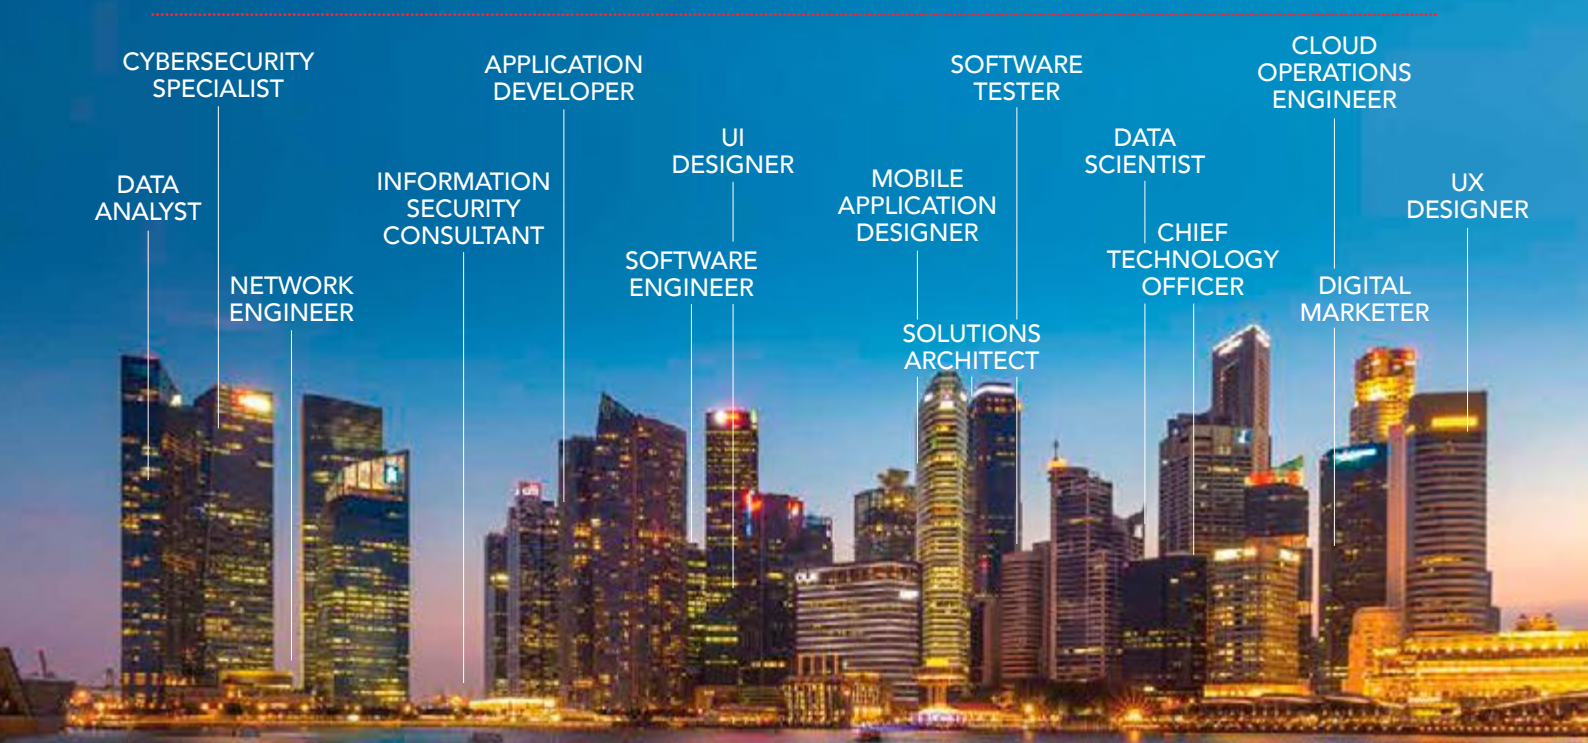 CYBERSECURITY
SPECIALIST
DATA
ANALYST
NETWORK
ENGINEER
INFORMATION
SECURITY
CONSULTANT
APPLICATION
DEVELOPER
UI
DESIGNER
SOFTWARE
ENGINEER
MOBILE
APPLICATION
DESIGNER
SOLUTIONS
ARCHITECT
SOFTWARE
TESTER
DATA
SCIENTIST
CHIEF
TECHNOLOGY
OFFICER
CLOUD
OPERATIONS
ENGINEER
DIGITAL
MARKETER
UX
DESIGNER